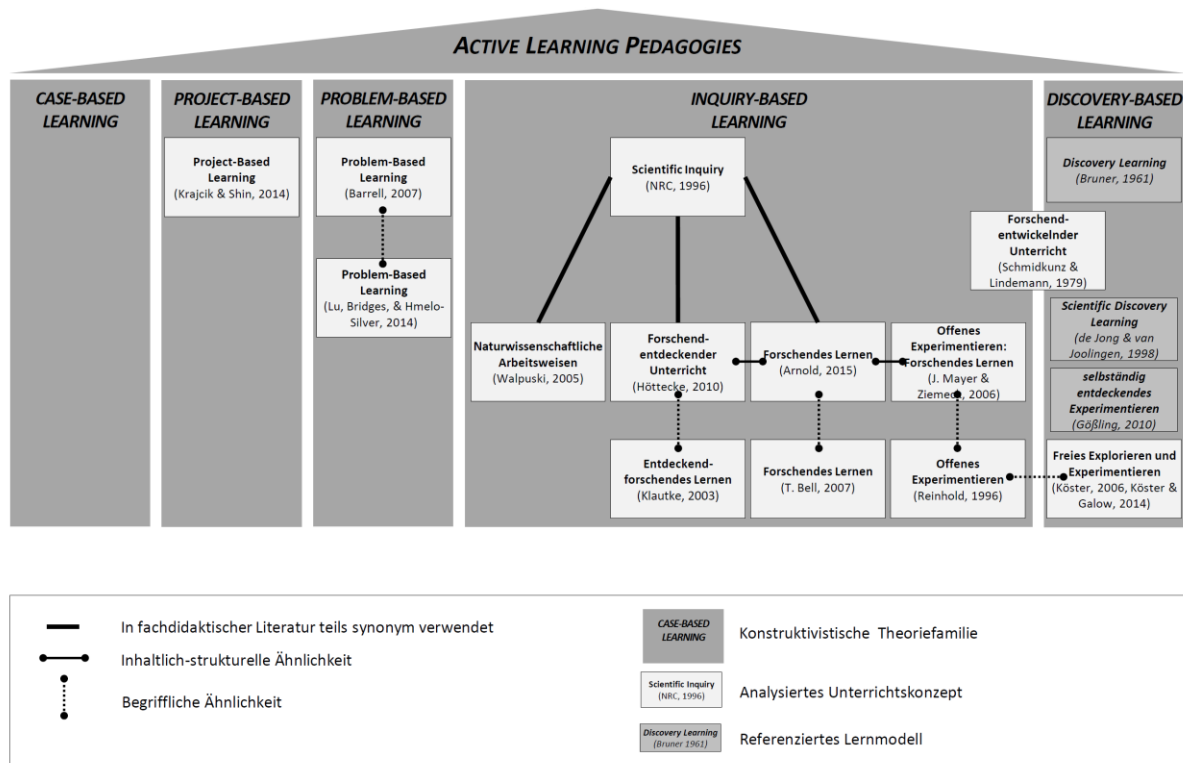 ACTIVE LEARNING PEDAGOGIES
CASE-BASED
LEARNING
PROJECT-BASED
LEARNING
Project-Based
Learning
(Krajcik & Shin, 2014)
PROBLEM-BASED
LEARNING
Problem-Based
Learning
(Barrell, 2007)
Problem-Based
Learning
(Lu, Bridges, & Hmelo-
Silver, 2014)
INQUIRY-BASED
LEARNING
Scientific Inquiry
(NRC, 1996)
Naturwissenschaftliche
Arbeitsweisen
(Walpuski, 2005)
Forschend-
entdeckender
Unterricht
(Höttecke, 2010)
Forschendes Lernen
(Arnold, 2015)
Offenes
Experimentieren:
Forschendes Lernen
(J. Mayer &
Ziemek, 2006)
Entdeckend-
forschendes Lernen
(Klautke, 2003)
Forschendes Lernen
(T. Bell, 2007)
Offenes
Experimentieren
(Reinhold, 1996)
DISCOVERY-BASED
LEARNING
Discovery Learning
(Bruner, 1961)
Forschend-
entwickelnder
Unterricht
(Schmidkunz &
Lindemann, 1979)
Scientific Discovery
Learning
(de Jong & van
Joolingen, 1998)
selbständig
entdeckendes
Experimentieren
(Gößling, 2010)
Freies Explorieren und
Experimentieren
(Köster, 2006, Köster &
Galow, 2014)
In fachdidaktischer Literatur teils synonym verwendet
Inhaltlich-strukturelle Ähnlichkeit
Begriffliche Ähnlichkeit
CASE-BASED
LEARNING
Konstruktivistische Theoriefamilie
Scientific Inquiry
(NRC, 1996)
Analysiertes Unterrichtskonzept
Discovery Learning
(Bruner 1961)
Referenziertes Lernmodell